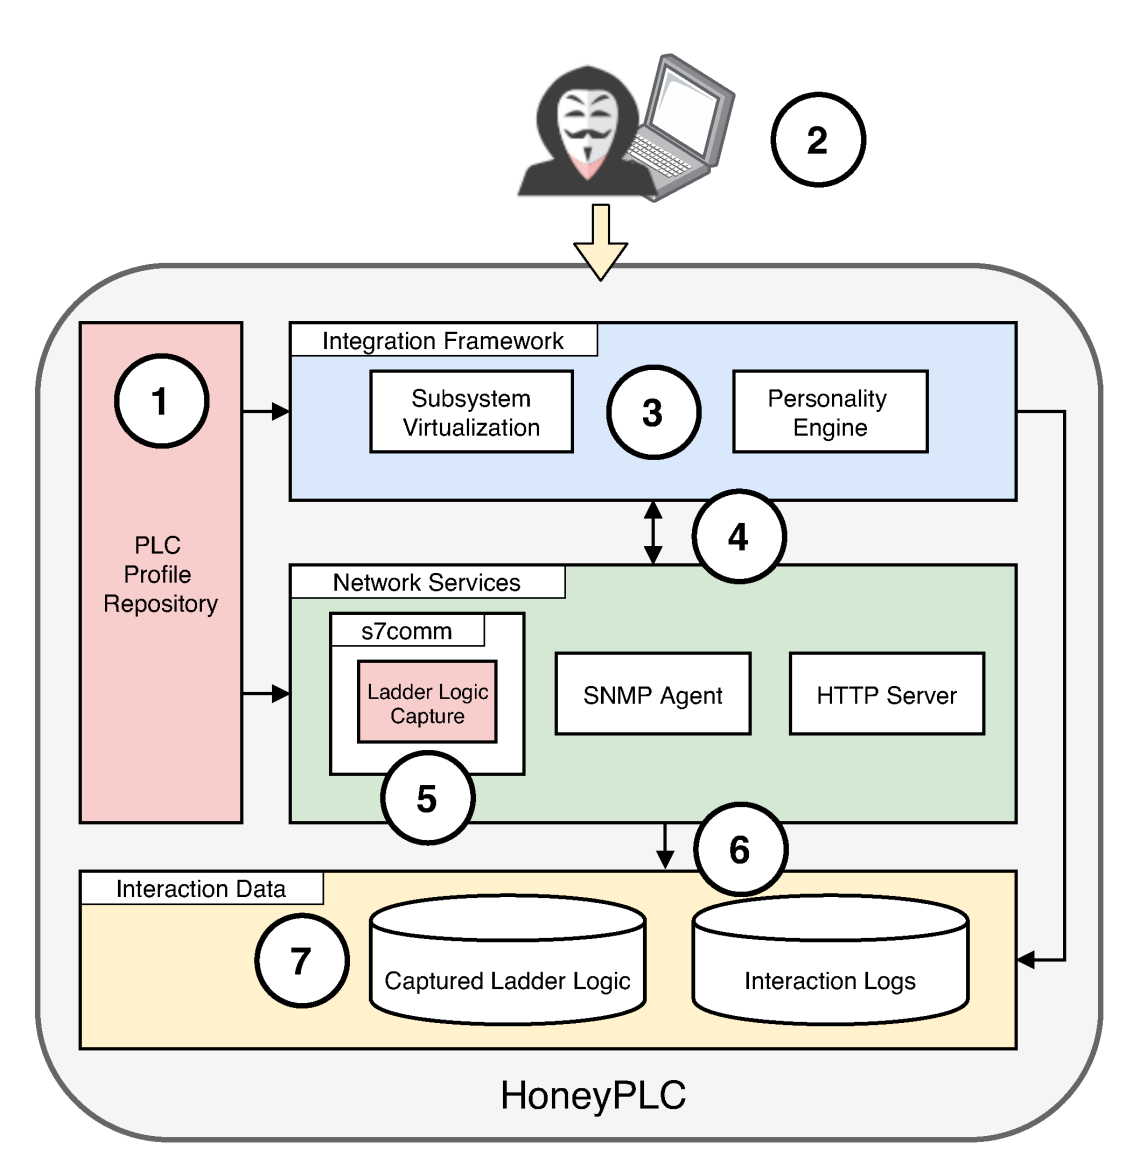 2
Integration Framework
1
Subsystem
Virtualization
3
Personality
Engine
4
PLC
Profile
Repository
Network Services
s7comm
Ladder Logic
Capture
SNMP Agent
HTTP Server
5
6
Interaction Data
7
Captured Ladder Logic
Interaction Logs
HoneyPLC